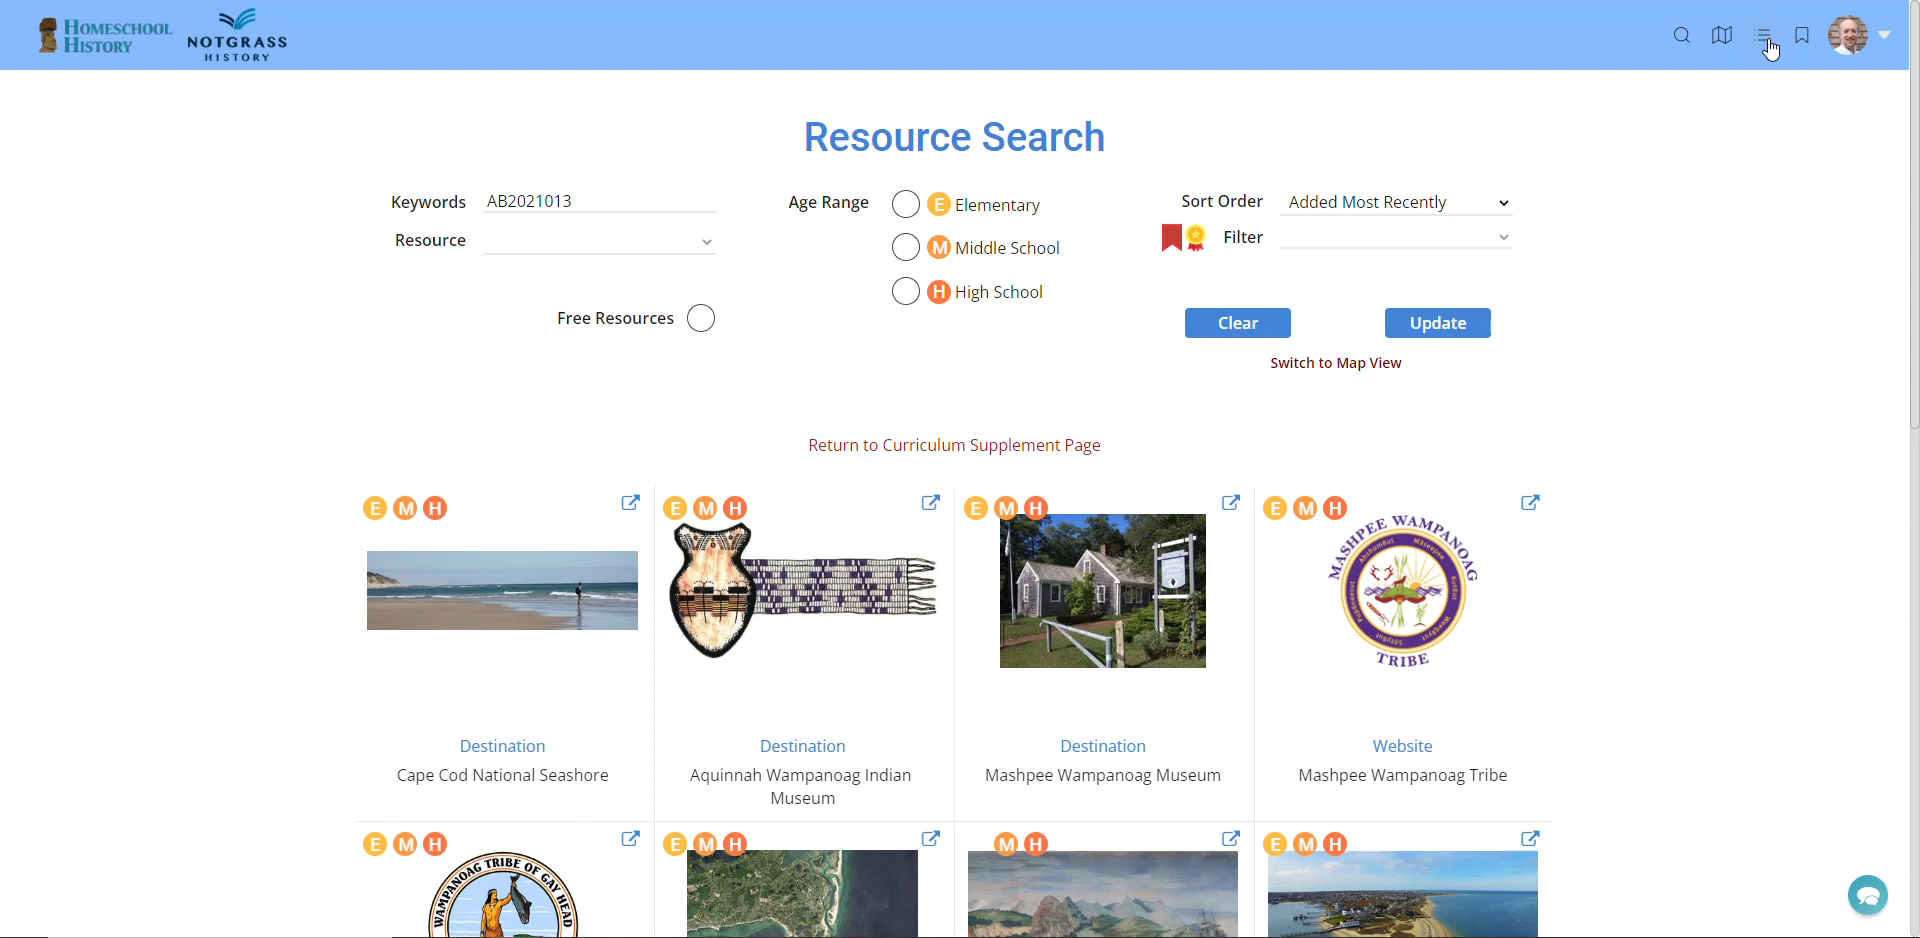 HOMESCHOOL
HISTORY
NOTGRASS
HISTORY
Resource Search
Keywords AB2021013
Resource
Free Resources
Age Range
E Elementary
M Middle School
H High School
Sort Order Added Most Recently
Filter
Clear Update
Switch to Map View
Return to Curriculum Supplement Page
E M H
E M H
E M H
E M H
MASHPEE WAMPANOAG
TRIBE
Destination
Cape Cod National Seashore
Destination
Aquinnah Wampanoag Indian
Museum
Destination
Mashpee Wampanoag Museum
Website
Mashpee Wampanoag Tribe
E M H
E M H
M H
E M H
WAMPANOAG TRIBE OF GAY HEAD